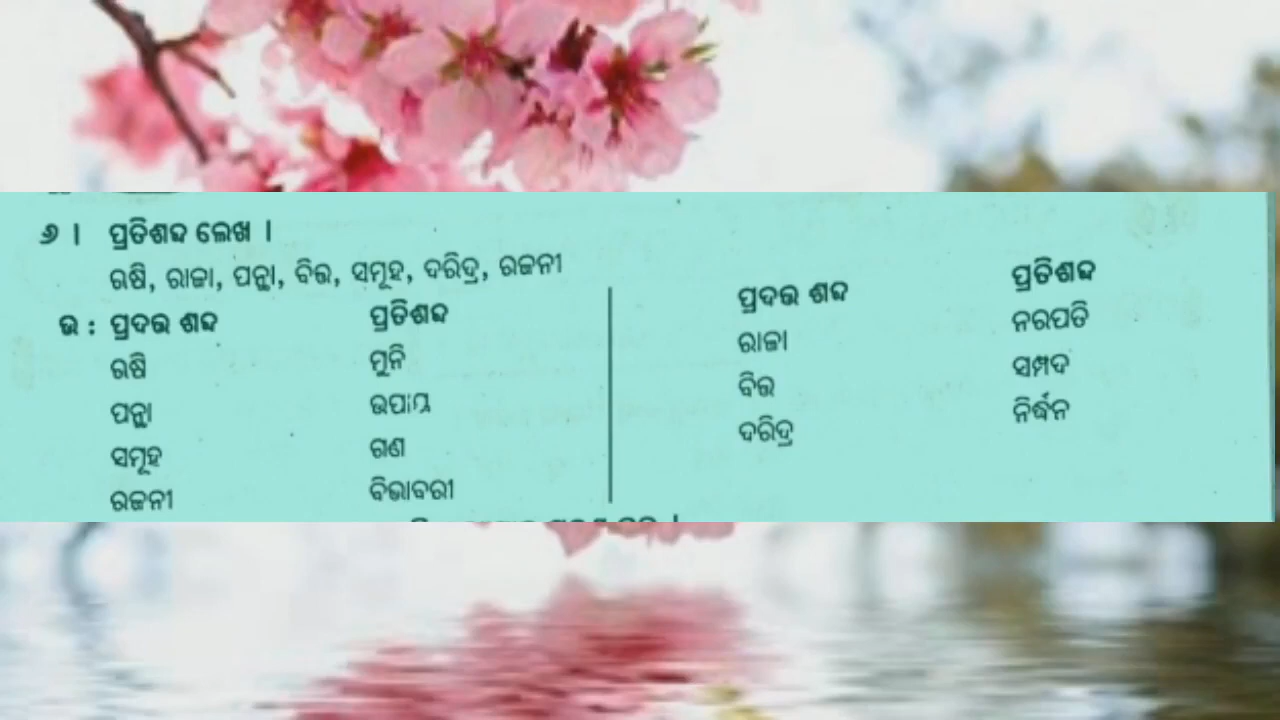 ୬ । ପ୍ରତିଶବ୍ଦ ଲେଖ ।
ଋଷି, ରାଜା, ପନ୍ଥା, ବିତ୍ତ, ସମୂହ, ଦରିଦ୍ର, ରଜନୀ
ଉ : ପ୍ରଦତ୍ତ ଶବ୍ଦ ପ୍ରତିଶବ୍ଦ
ଋଷି ମୁନି
ପନ୍ଥା ଉପାୟ
ସମୂହ ଗଣ
ରଜନୀ ବିଭାବରୀ
ପ୍ରଦତ୍ତ ଶବ୍ଦ ପ୍ରତିଶବ୍ଦ
ରାଜା ନରପତି
ବିତ୍ତ ସମ୍ପଦ
ଦରିଦ୍ର ନିର୍ଦ୍ଧନ